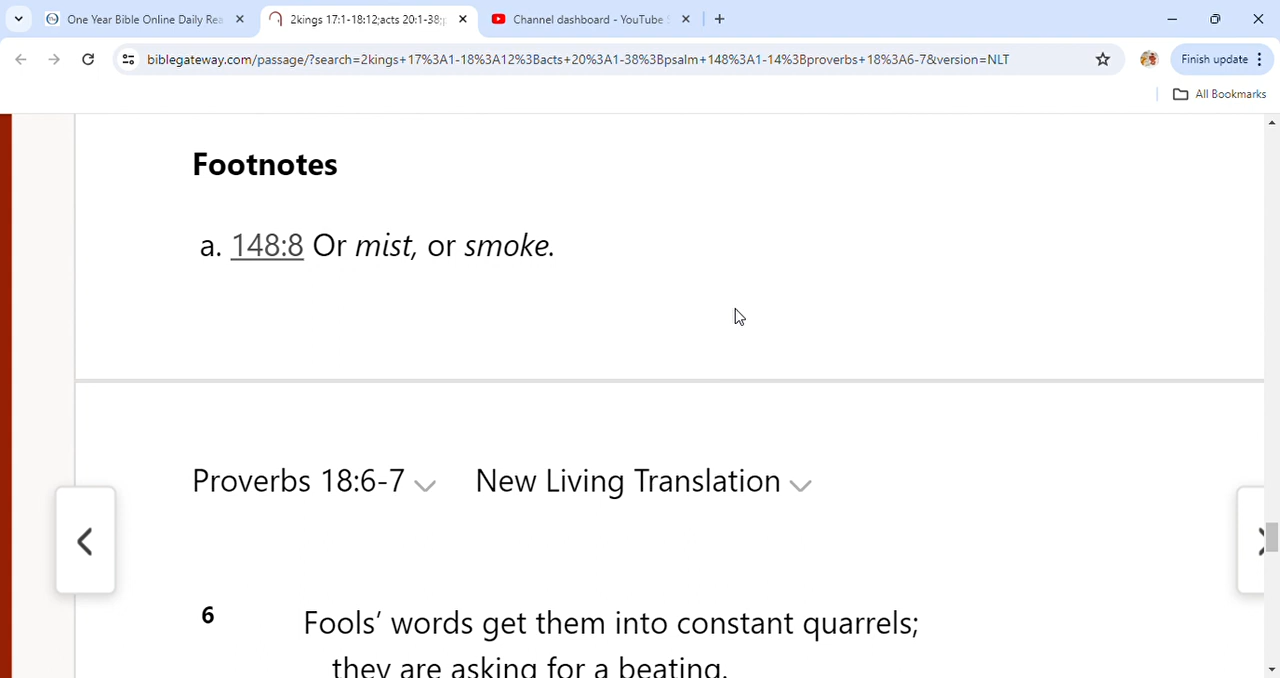 One Year Bible Online Daily Rea
2kings 17:1-18:12;acts 20:1-38;p
Channel dashboard - YouTube S
biblegateway.com/passage/?search=2kings+17%3A1-18%3A12%3Bacts+20%3A1-38%3Bpsalm+148%3A1-14%3Bproverbs+18%3A6-7&version=NLT
Finish update
All Bookmarks
Footnotes
a. 148:8 Or mist, or smoke.
Proverbs 18:6-7 New Living Translation
6 Fools’ words get them into constant quarrels;
they are asking for a beating.